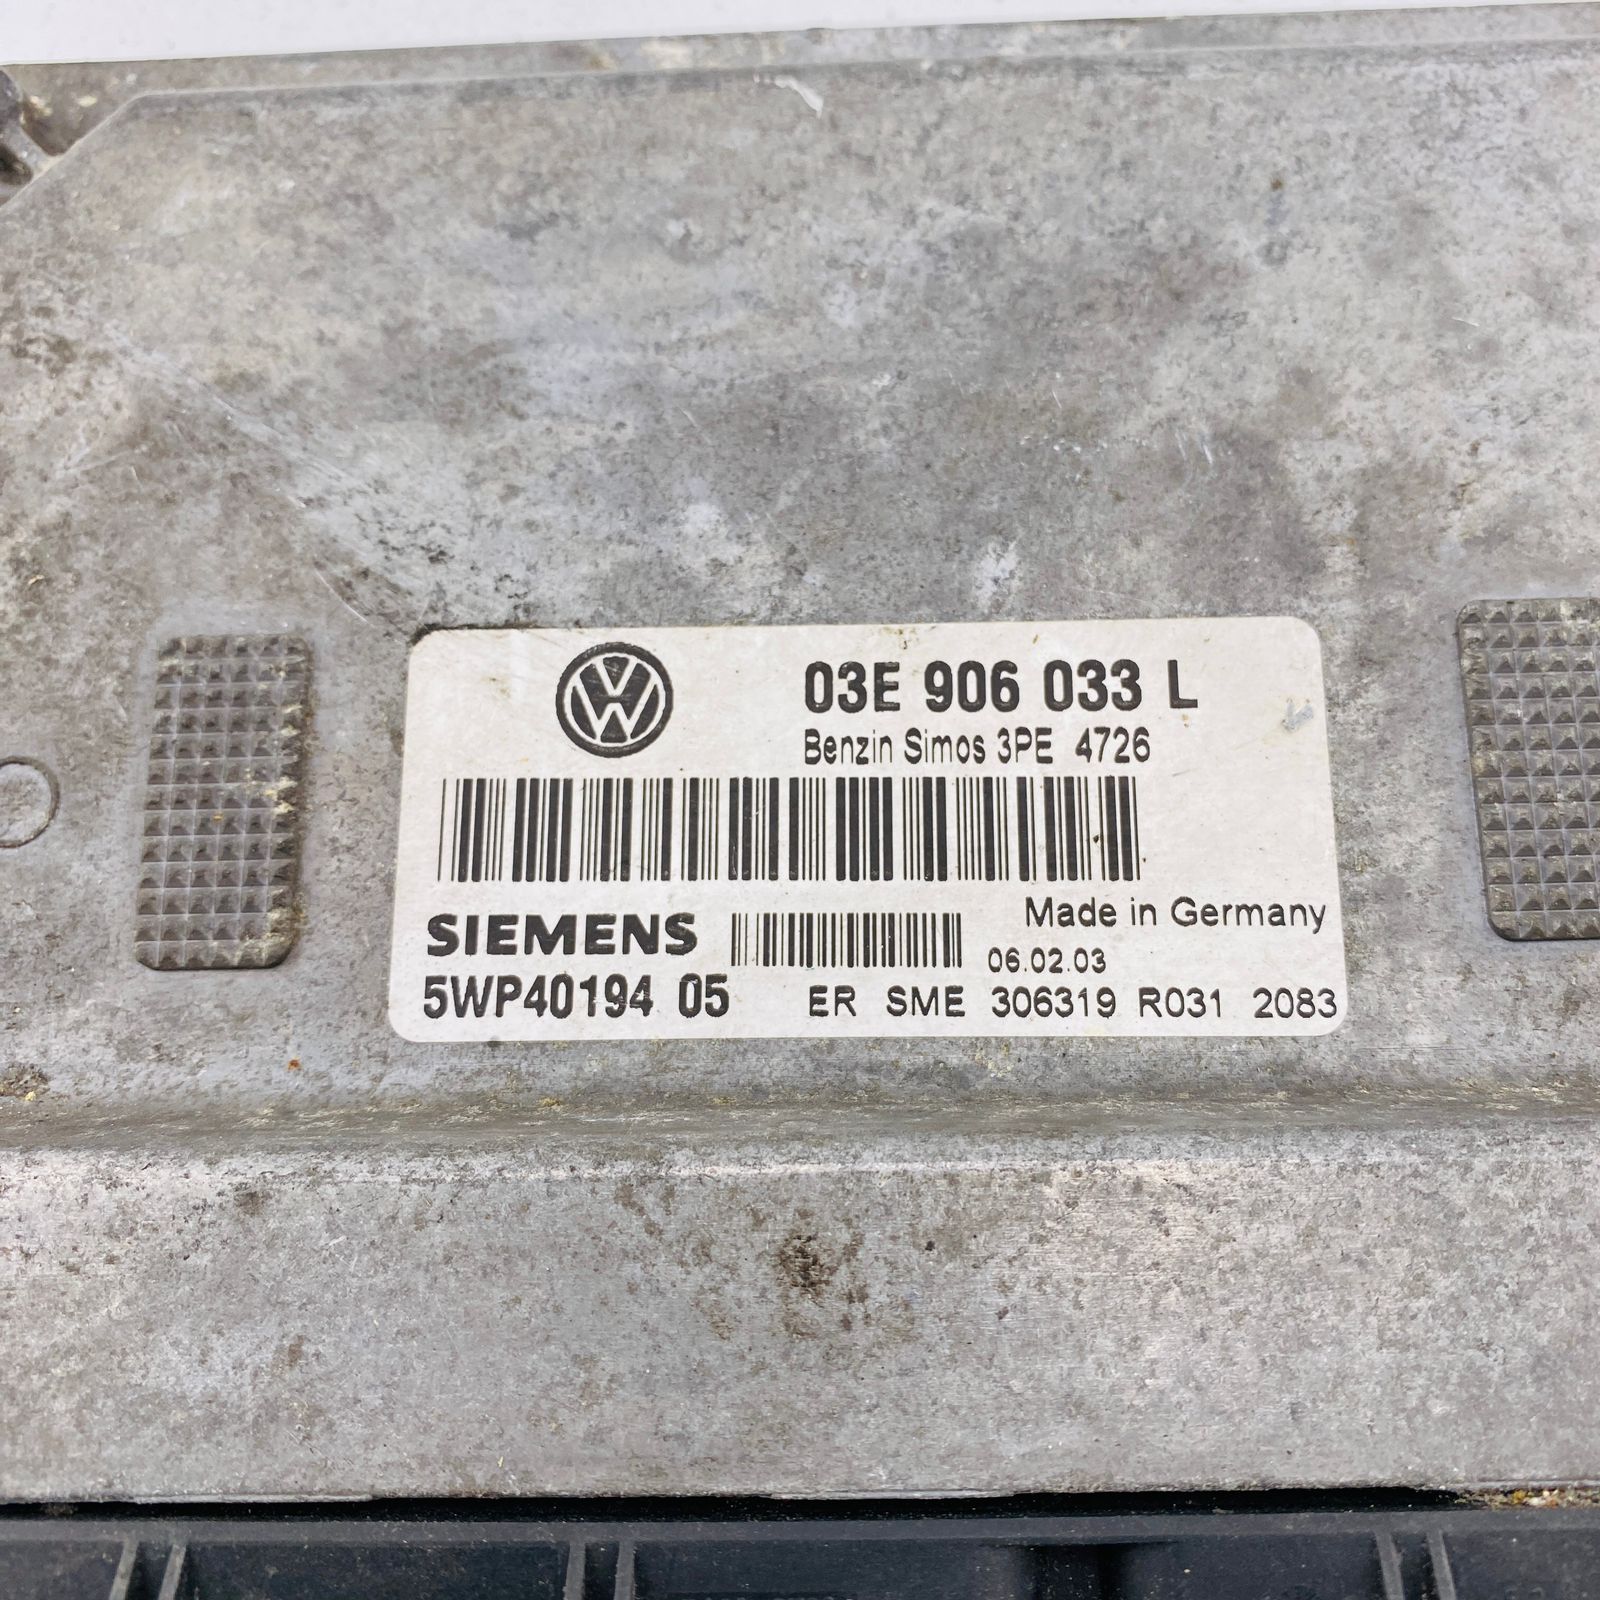 03E 906 033 L
Benzin Simos 3PE 4726
Made in Germany
SIEMENS
06.02.03
5WP40194 05
ER SME 306319 R031 2083